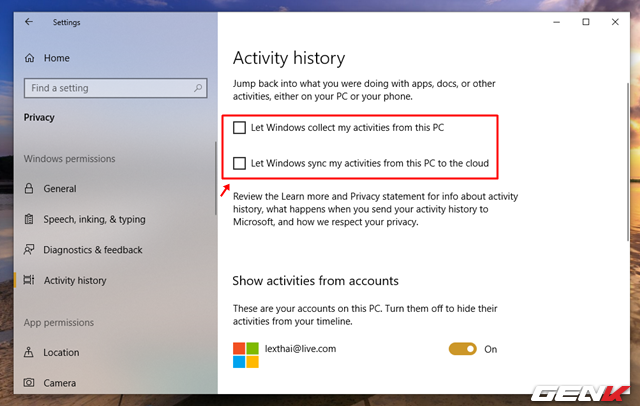 Settings
Home
Find a setting
Privacy
Windows permissions
General
Speech, inking, & typing
Diagnostics & feedback
Activity history
App permissions
Location
Camera
Activity history
Jump back into what you were doing with apps, docs, or other
activities, either on your PC or your phone.
Let Windows collect my activities from this PC
Let Windows sync my activities from this PC to the cloud
Review the Learn more and Privacy statement for info about activity
history, what happens when you send your activity history to
Microsoft, and how we respect your privacy.
Show activities from accounts
These are your accounts on this PC. Turn them off to hide their
activities from your timeline.
lexthai@live.com
On
GENK